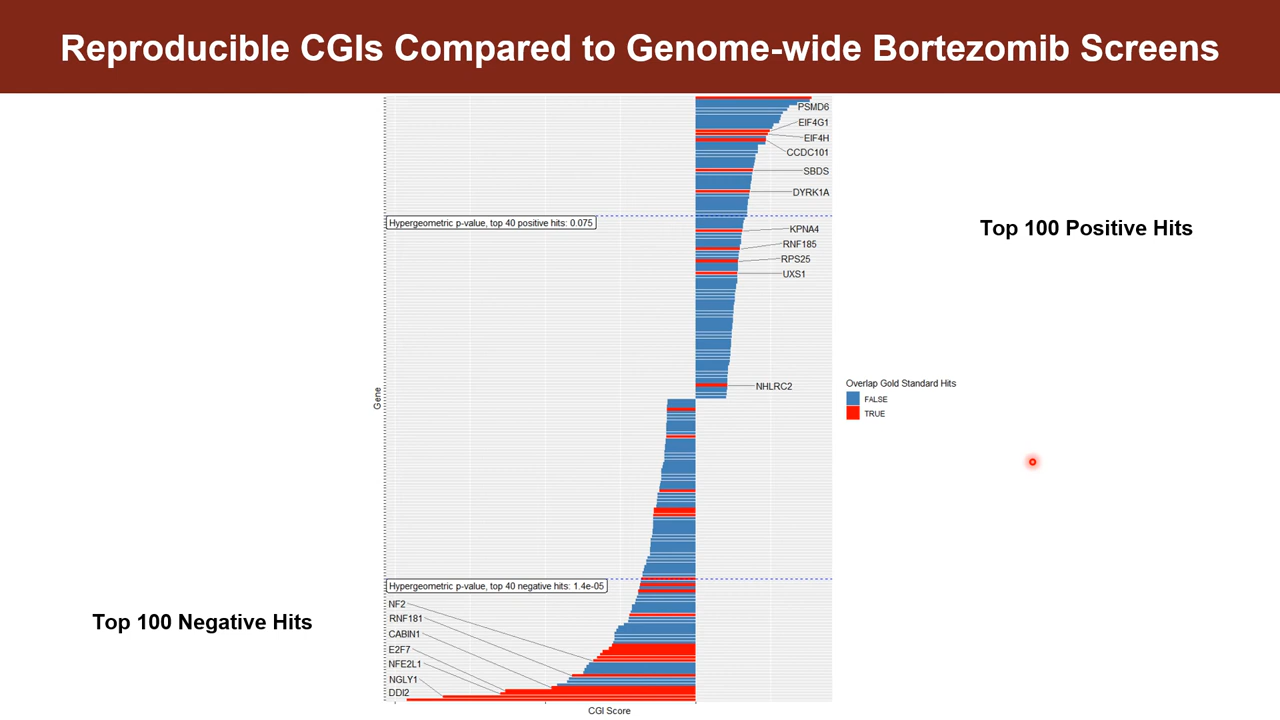 Reproducible CGIs Compared to Genome-wide Bortezomib Screens
PSMD6
EIF4G1
EIF4H
CCDC101
SBDS
DYRK1A
Hypergeometric p-value, top 40 positive hits: 0.075
Top 100 Positive Hits
KPNA4
RNF185
RPS25
UXS1
NHLRC2
Overlap Gold Standard Hits
FALSE
TRUE
Gene
Hypergeometric p-value, top 40 negative hits: 1.4e-05
NF2
RNF181
Top 100 Negative Hits
CABIN1
E2F7
NFE2L1
NGLY1
DDI2
CGI Score